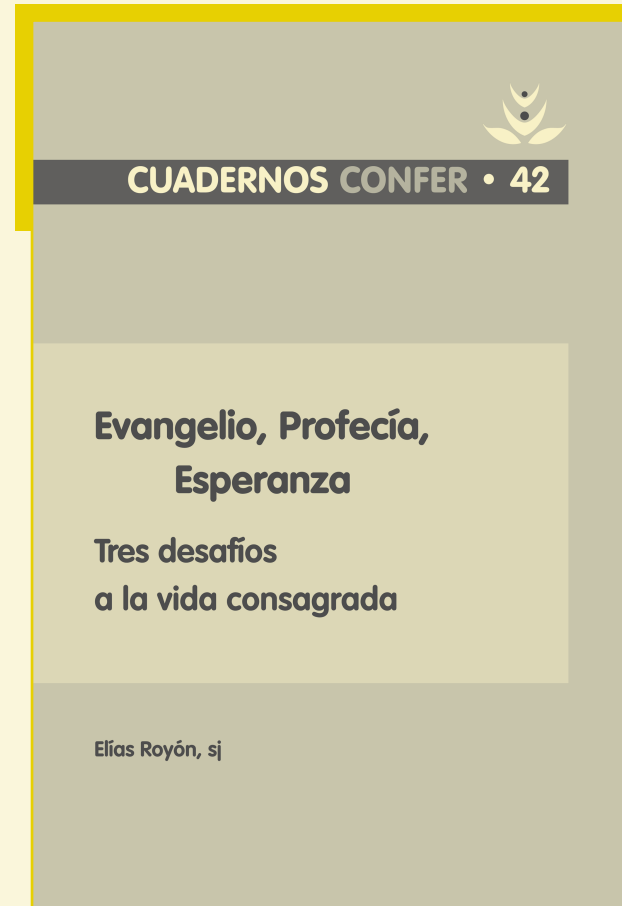 CUADERNOS CONFER • 42
Evangelio, Profecía,
Esperanza
Tres desafíos
a la vida consagrada
Elías Royón, sj